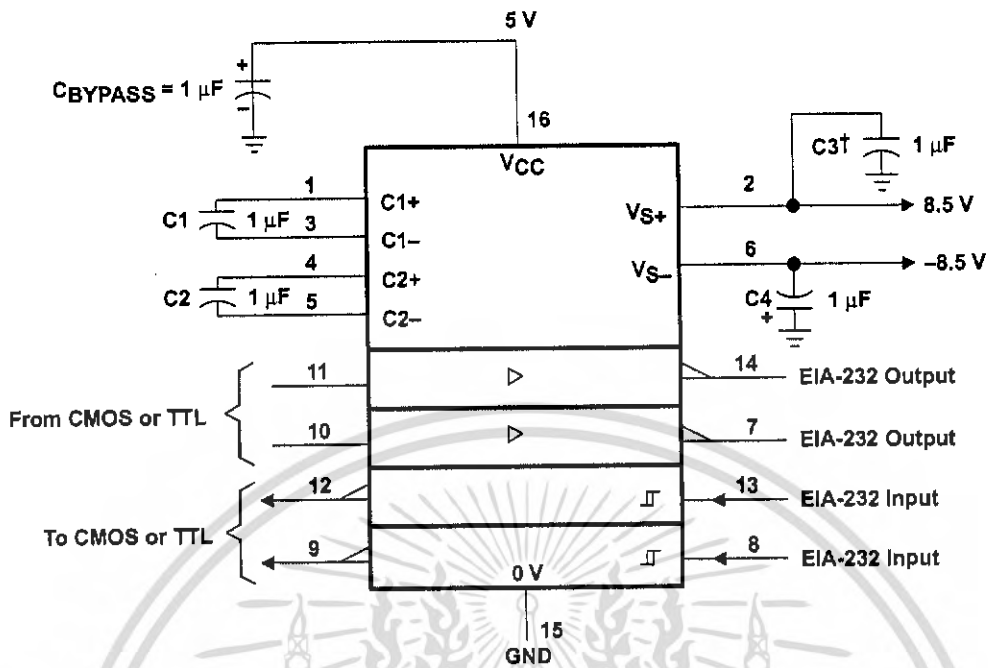 5 V
CBYPASS = 1 µF
+
–
16
VCC
C3† 1 µF
1
C1+
2
VS+
8.5 V
C1 1 µF
3
C1–
6
VS–
–8.5 V
4
C2+
C2 1 µF
5
C2–
C4 1 µF
+
11
14
EIA-232 Output
From CMOS or TTL
10
7
EIA-232 Output
12
13
EIA-232 Input
To CMOS or TTL
9
8
EIA-232 Input
0 V
15
GND